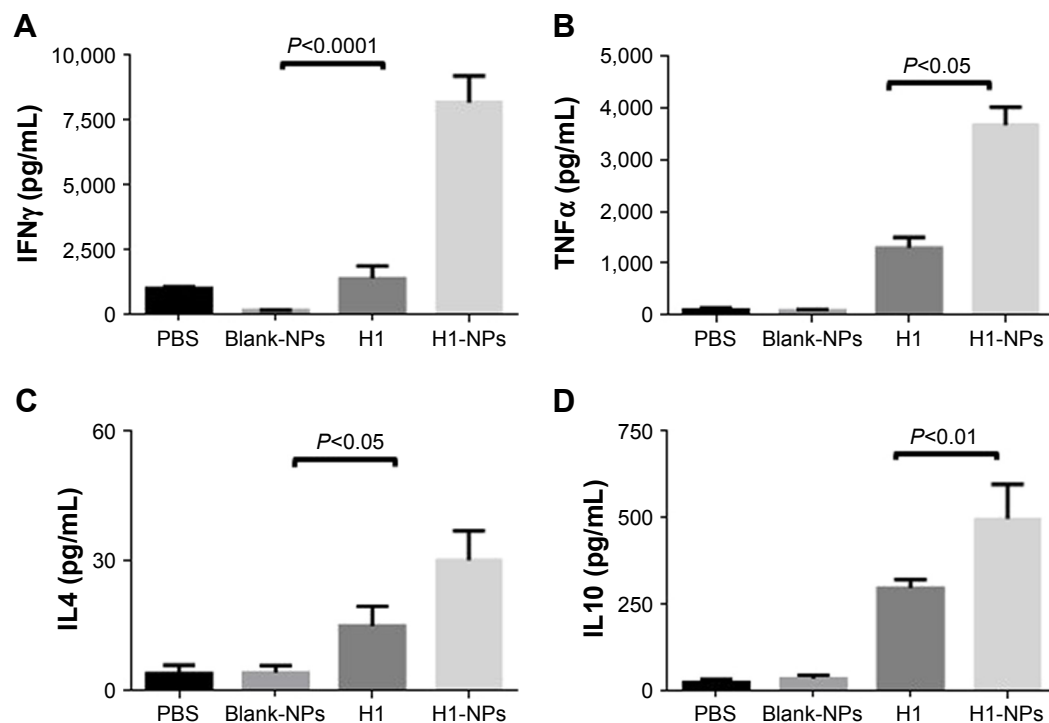 A
IFNγ (pg/mL)
10,000
7,500
5,000
2,500
0
P<0.0001
PBS Blank-NPs H1 H1-NPs
B
TNFα (pg/mL)
5,000
4,000
3,000
2,000
1,000
0
P<0.05
PBS Blank-NPs H1 H1-NPs
C
IL4 (pg/mL)
60
30
0
P<0.05
PBS Blank-NPs H1 H1-NPs
D
IL10 (pg/mL)
750
500
250
0
P<0.01
PBS Blank-NPs H1 H1-NPs